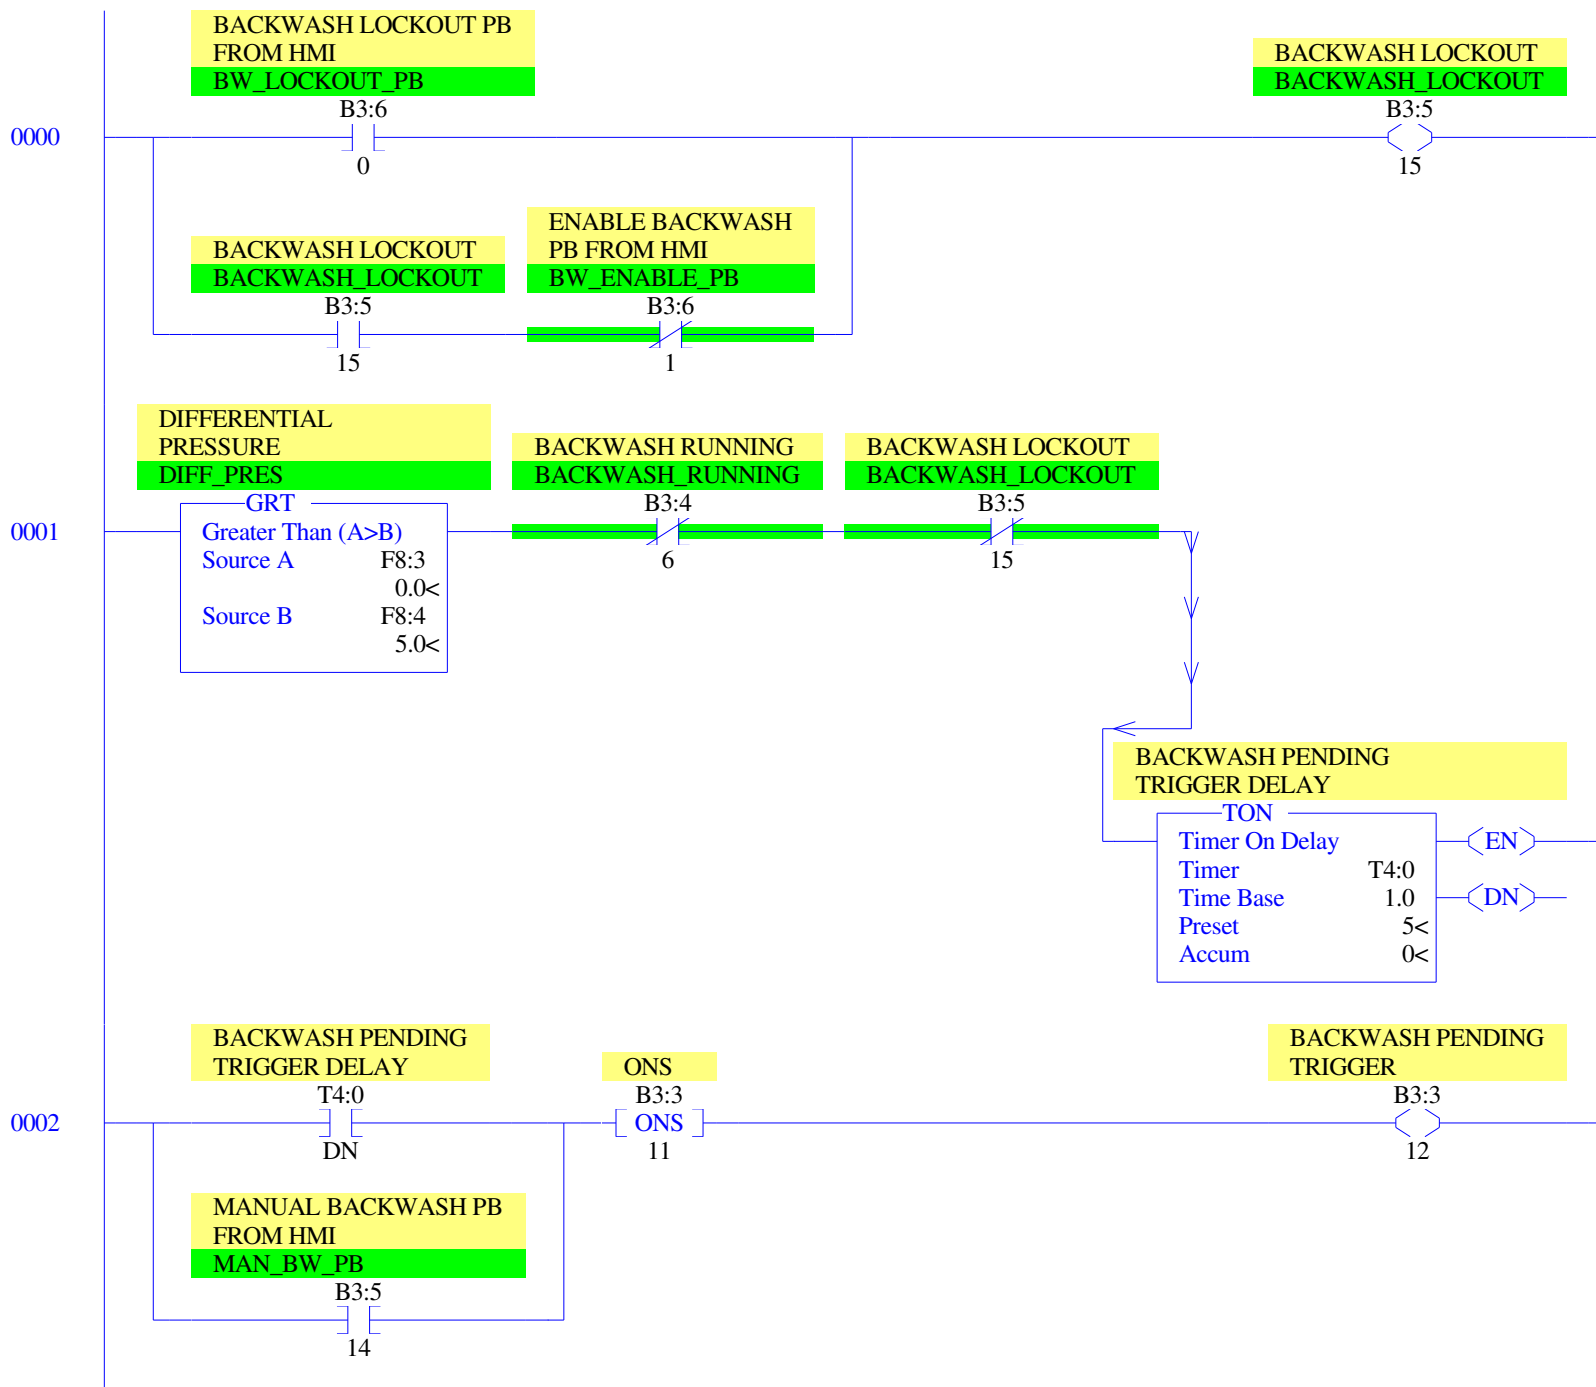 BACKWASH LOCKOUT PB
FROM HMI
BW_LOCKOUT_PB
B3:6
0
BACKWASH LOCKOUT
BACKWASH_LOCKOUT
B3:5
15
0000
BACKWASH LOCKOUT
BACKWASH_LOCKOUT
B3:5
15
ENABLE BACKWASH
PB FROM HMI
BW_ENABLE_PB
B3:6
1
DIFFERENTIAL
PRESSURE
DIFF_PRES
GRT
Greater Than (A>B)
Source A F8:3
0.0<
Source B F8:4
5.0<
0001
BACKWASH RUNNING
BACKWASH_RUNNING
B3:4
6
BACKWASH LOCKOUT
BACKWASH_LOCKOUT
B3:5
15
BACKWASH PENDING
TRIGGER DELAY
TON
Timer On Delay
Timer T4:0
Time Base 1.0
Preset 5<
Accum 0<
EN
DN
BACKWASH PENDING
TRIGGER DELAY
T4:0
DN
0002
ONS
B3:3
ONS
11
BACKWASH PENDING
TRIGGER
B3:3
12
MANUAL BACKWASH PB
FROM HMI
MAN_BW_PB
B3:5
14